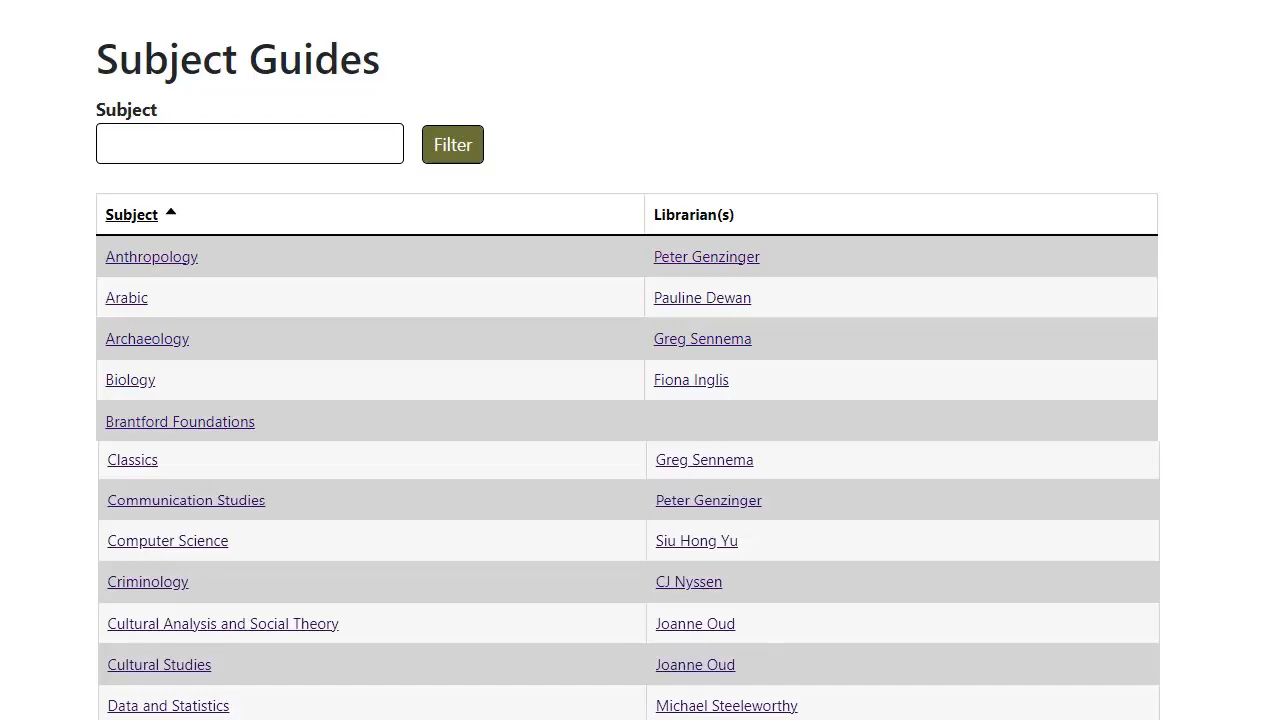 Subject Guides
Subject
Filter
Subject Librarian(s)
Anthropology Peter Genzinger
Arabic Pauline Dewan
Archaeology Greg Sennema
Biology Fiona Inglis
Brantford Foundations
Classics Greg Sennema
Communication Studies Peter Genzinger
Computer Science Siu Hong Yu
Criminology CJ Nyssen
Cultural Analysis and Social Theory Joanne Oud
Cultural Studies Joanne Oud
Data and Statistics Michael Steeleworthy